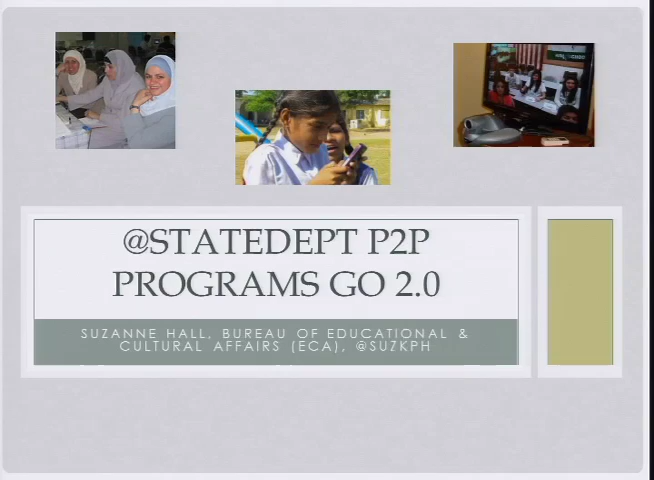 @STATEDEPT P2P
PROGRAMS GO 2.0
SUZANNE HALL, BUREAU OF EDUCATIONAL &
CULTURAL AFFAIRS (ECA), @SUZKPH